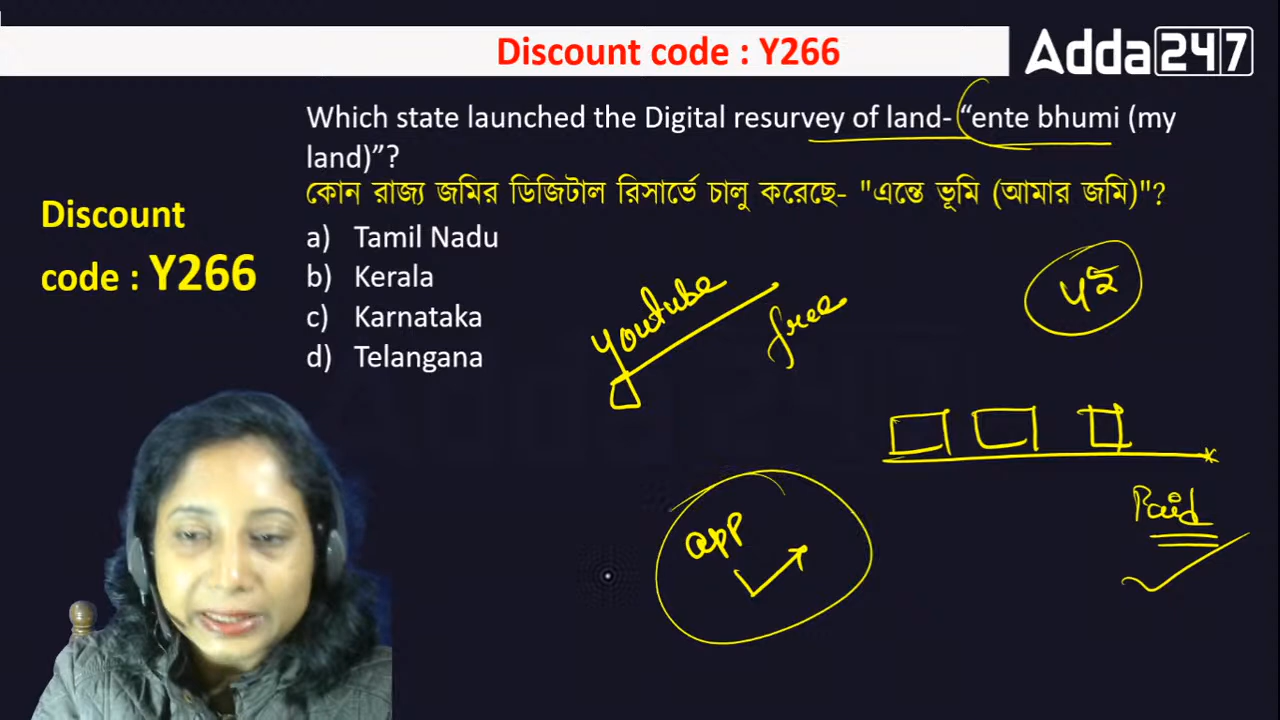 Discount code : Y266
Adda247
Which state launched the Digital resurvey of land- “ente bhumi (my
land)”?
কোন রাজ্য জমির ডিজিটাল রিসার্ভে চালু করেছে- "এন্তে ভূমি (আমার জমি)"?
Discount
code : Y266
a) Tamil Nadu
b) Kerala
c) Karnataka
d) Telangana
Youtube
free
app
Paid